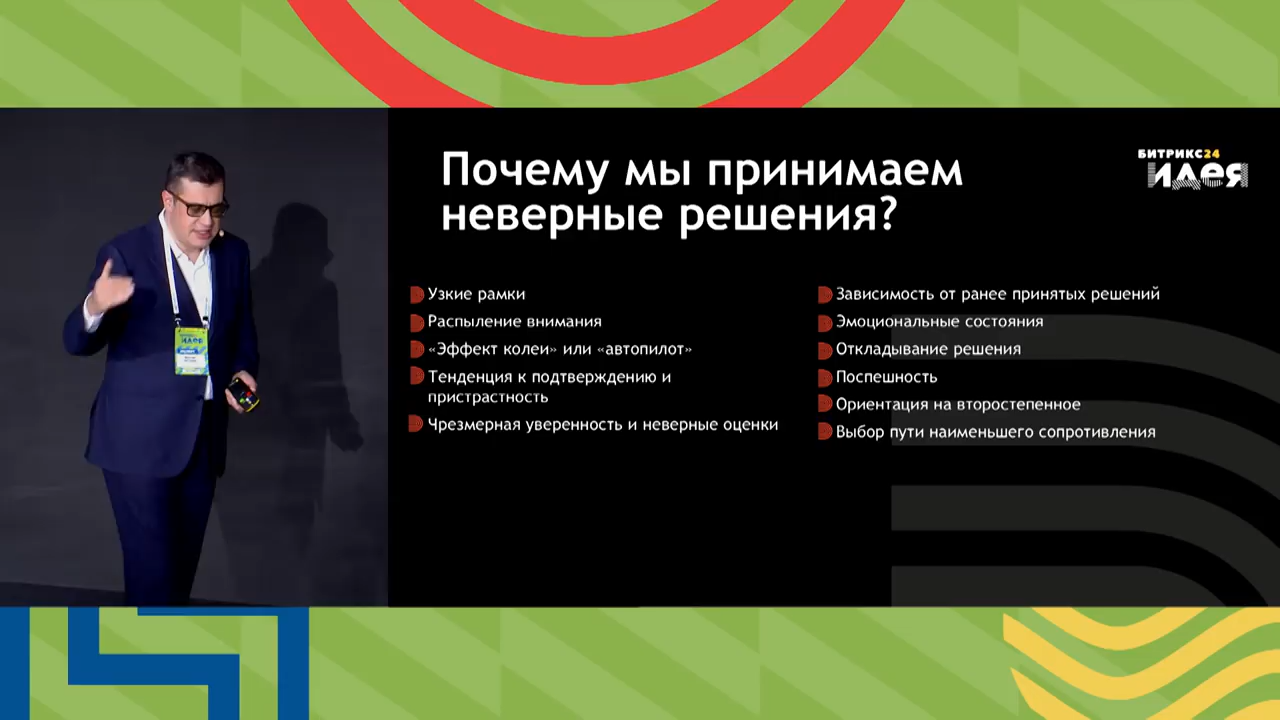 Почему мы принимаем
неверные решения?
БИТРИКС24
идея
Узкие рамки
Распыление внимания
«Эффект колеи» или «автопилот»
Тенденция к подтверждению и
пристрастность
Чрезмерная уверенность и неверные оценки
Зависимость от ранее принятых решений
Эмоциональные состояния
Откладывание решения
Поспешность
Ориентация на второстепенное
Выбор пути наименьшего сопротивления